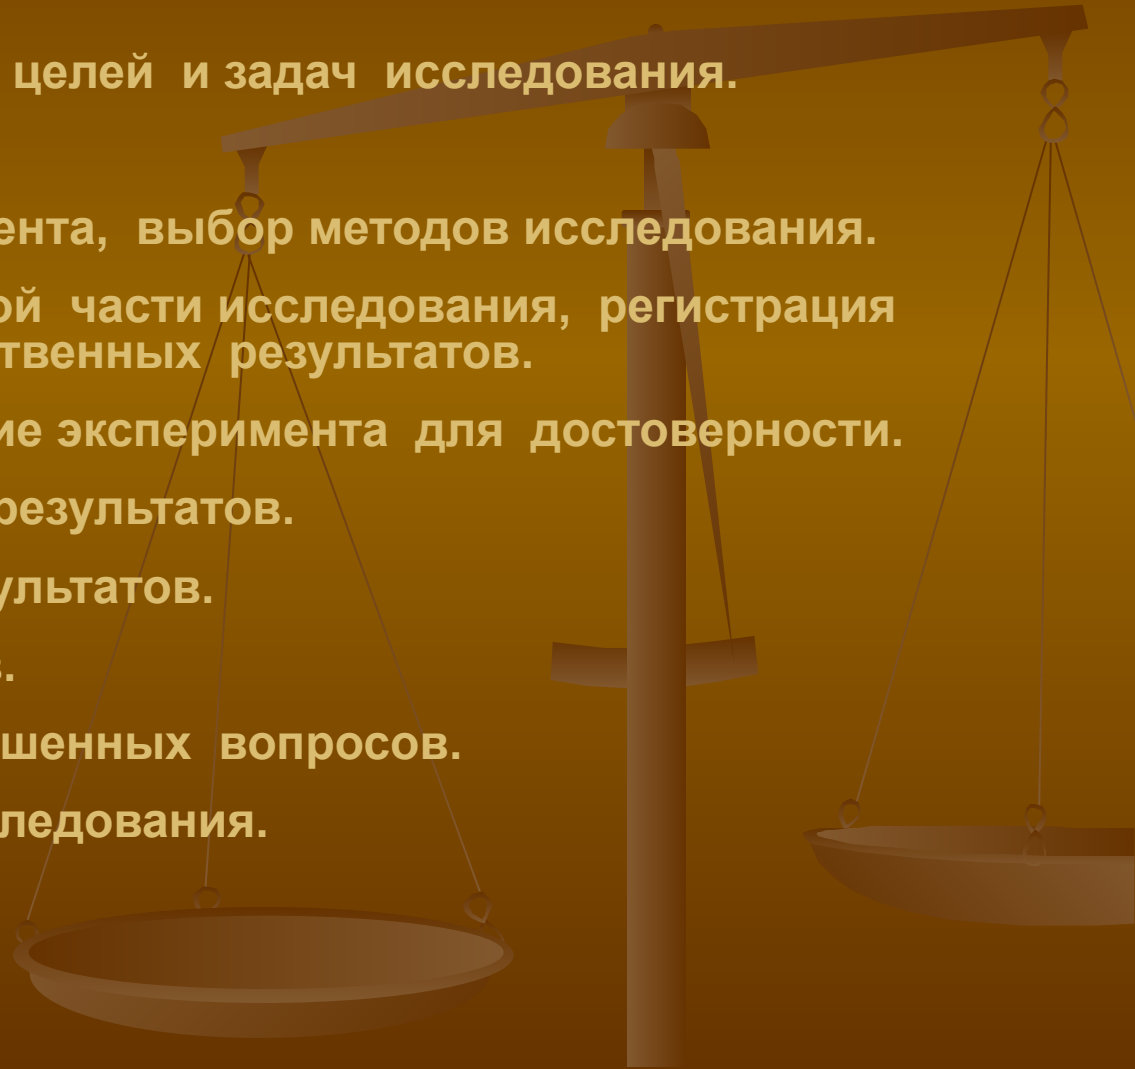 целей и задач исследования.
ента, выбор методов исследования.
ой части исследования, регистрация
твенных результатов.
ие эксперимента для достоверности.
результатов.
ультатов.
в.
шенных вопросов.
ледования.